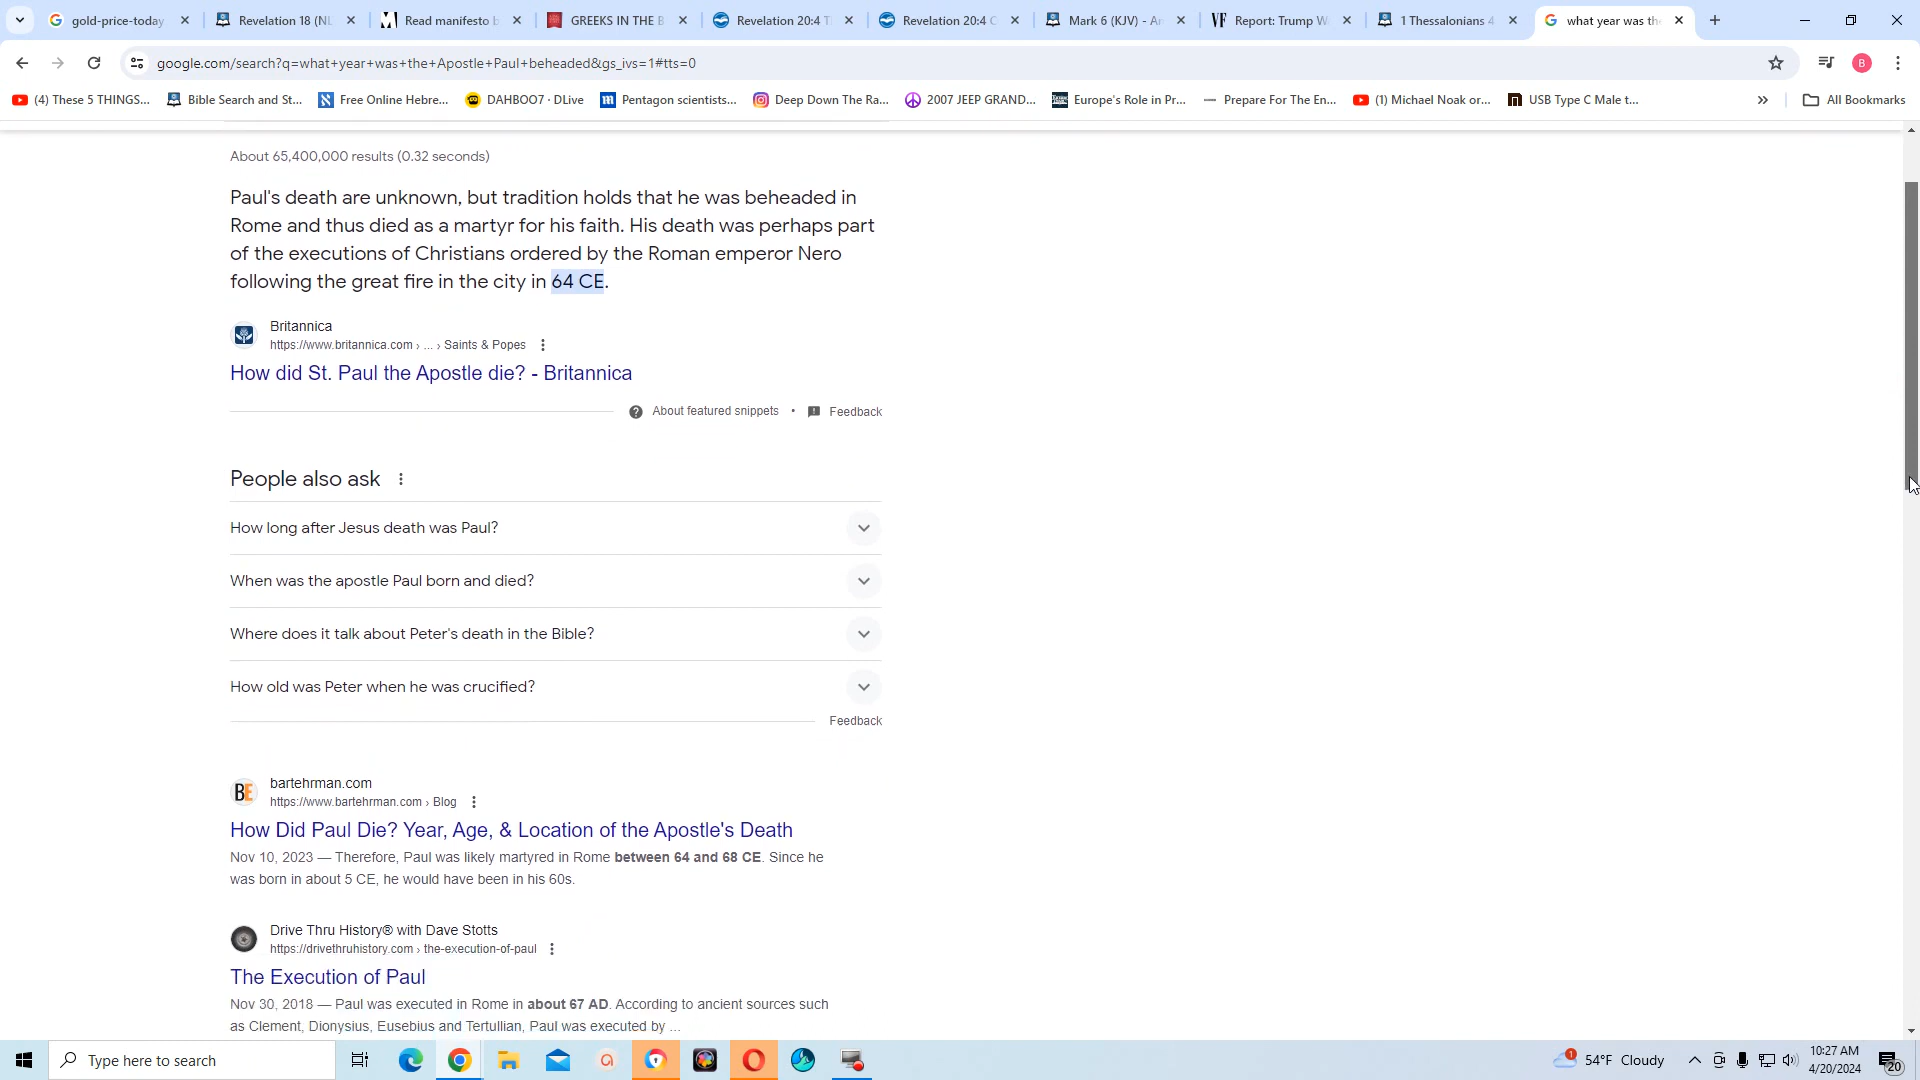 gold-price-today
Revelation 18 (NL
Read manifesto b
GREEKS IN THE B
Revelation 20:4 T
Revelation 20:4 C
Mark 6 (KJV) - A
Report: Trump W
1 Thessalonians 4
what year was th
google.com/search?q=what+year+was+the+Apostle+Paul+beheaded&gs_ivs=1#tts=0
B
(4) These 5 THINGS...
Bible Search and St...
Free Online Hebre...
DAHBOO7 · DLive
Pentagon scientists...
Deep Down The Ra...
2007 JEEP GRAND...
Europe's Role in Pr...
Prepare For The En...
(1) Michael Noak or...
USB Type C Male t...
All Bookmarks
About 65,400,000 results (0.32 seconds)
Paul's death are unknown, but tradition holds that he was beheaded in
Rome and thus died as a martyr for his faith. His death was perhaps part
of the executions of Christians ordered by the Roman emperor Nero
following the great fire in the city in 64 CE.
Britannica
https://www.britannica.com › ... › Saints & Popes
How did St. Paul the Apostle die? - Britannica
About featured snippets • Feedback
People also ask
How long after Jesus death was Paul?
When was the apostle Paul born and died?
Where does it talk about Peter's death in the Bible?
How old was Peter when he was crucified?
Feedback
BE
bartehrman.com
https://www.bartehrman.com › Blog
How Did Paul Die? Year, Age, & Location of the Apostle's Death
Nov 10, 2023 — Therefore, Paul was likely martyred in Rome between 64 and 68 CE. Since he
was born in about 5 CE, he would have been in his 60s.
Drive Thru History® with Dave Stotts
https://drivethruhistory.com › the-execution-of-paul
The Execution of Paul
Nov 30, 2018 — Paul was executed in Rome in about 67 AD. According to ancient sources such
as Clement, Dionysius, Eusebius and Tertullian, Paul was executed by ...
Type here to search
1
54°F Cloudy
10:27 AM
4/20/2024
20